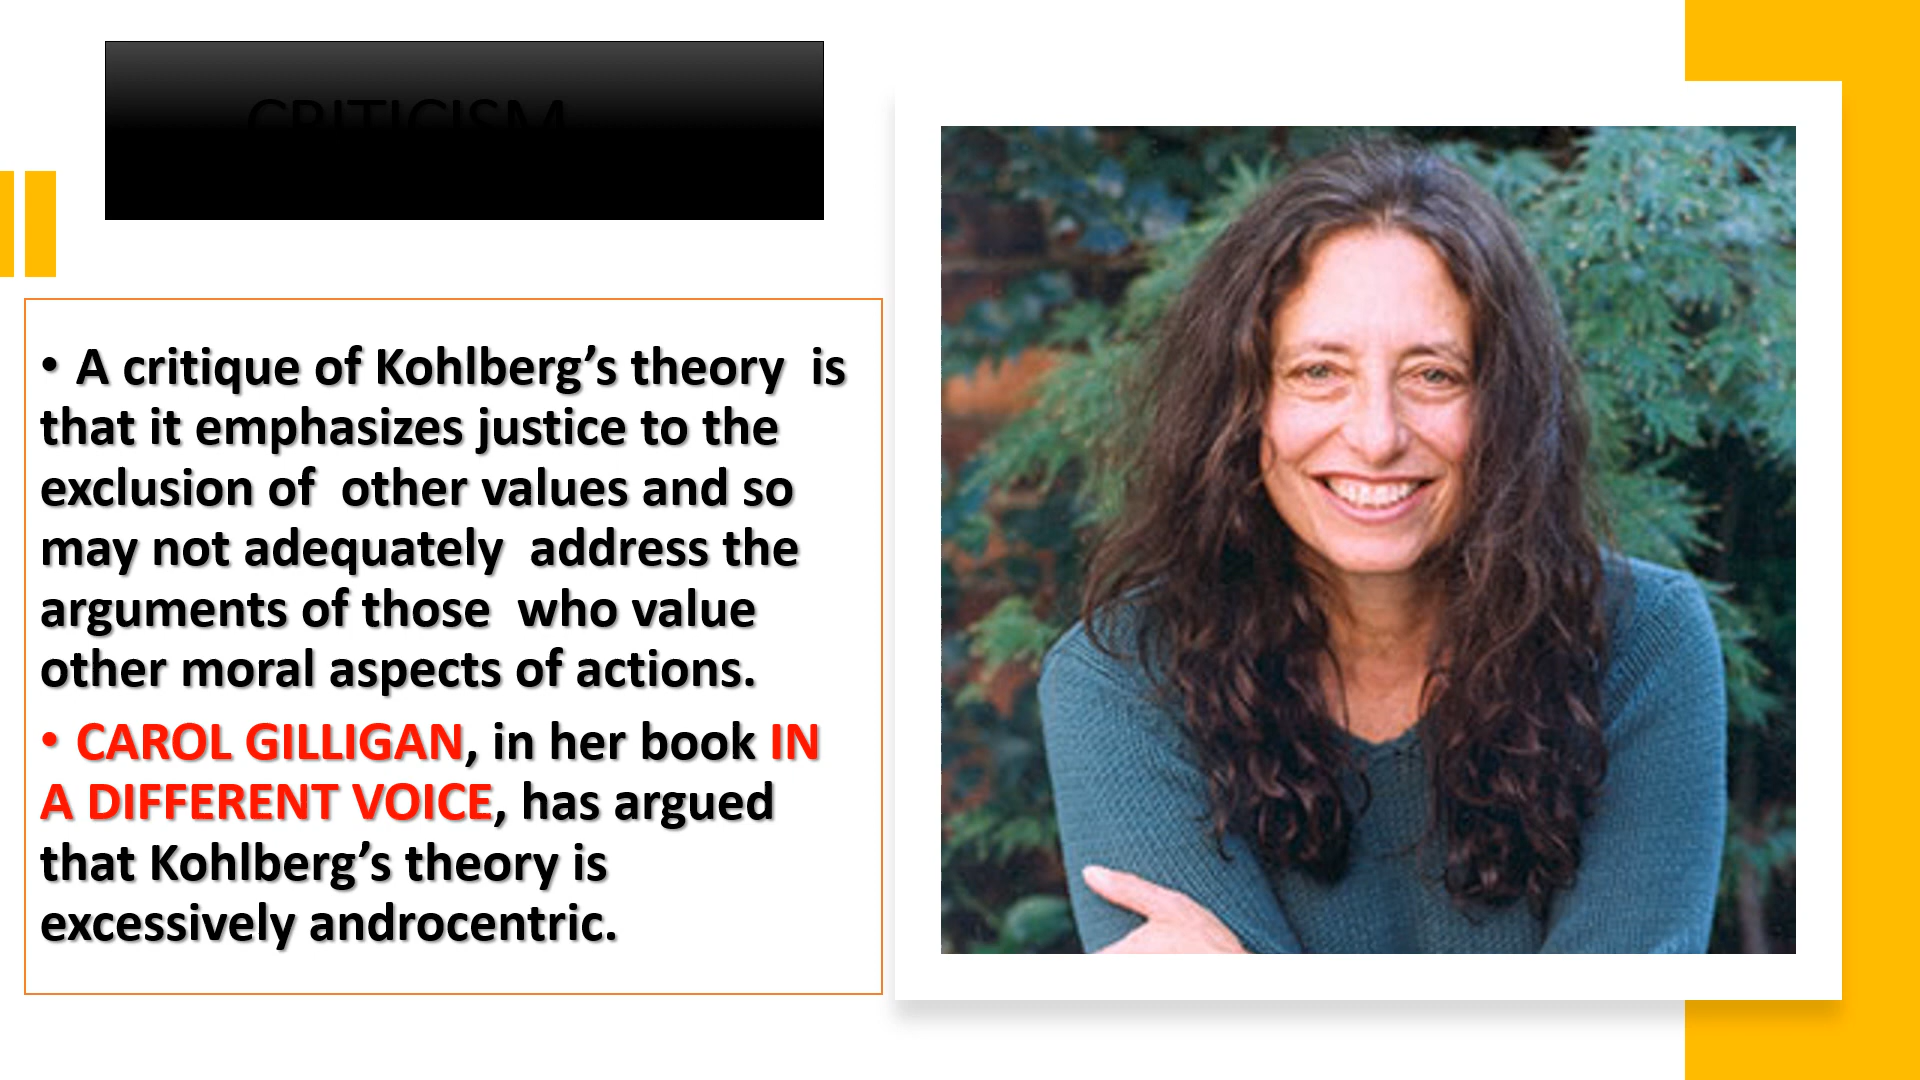 CRITICISM
• A critique of Kohlberg’s theory is
that it emphasizes justice to the
exclusion of other values and so
may not adequately address the
arguments of those who value
other moral aspects of actions.
• CAROL GILLIGAN, in her book IN
A DIFFERENT VOICE, has argued
that Kohlberg’s theory is
excessively androcentric.